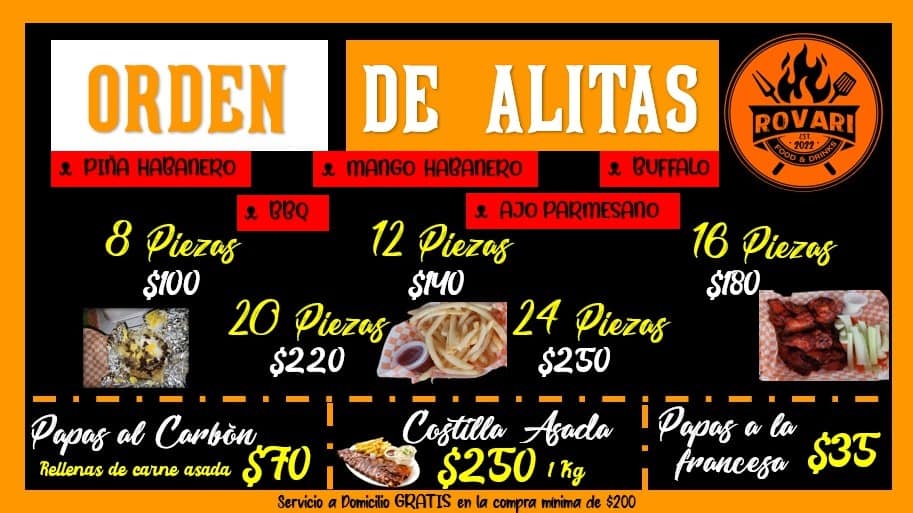 ORDEN DE ALITAS
ROVARI
EST.
2022
FOOD & DRINKS
PIÑA HABANERO
MANGO HABANERO
BUFFALO
BBQ
AJO PARMESANO
8 Piezas
$100
12 Piezas
$140
16 Piezas
$180
20 Piezas
$220
24 Piezas
$250
Papas al Carbòn
Rellenas de carne asada $70
Costilla Asada
$250 1 Kg
Papas a la
francesa $35
Servicio a Domicilio GRATIS en la compra mínima de $200